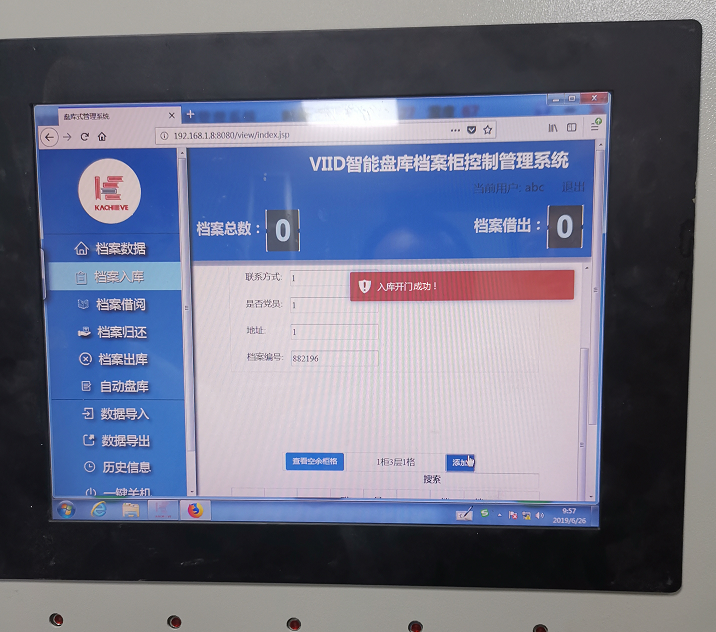 盘库式管理系统
192.168.1.8:8080/view/index.jsp
KACHIEVE
VIID智能盘库档案柜控制管理系统
当前用户: abc 退出
档案总数：0
档案借出：0
档案数据
档案入库
档案借阅
档案归还
档案出库
自动盘库
数据导入
数据导出
历史信息
一键关机
入库开门成功！
联系方式: 1
是否党员: 1
地址: 1
档案编号: 882196
查看空余柜格 1柜3层1格 添加
搜索
9:57
2019/6/26